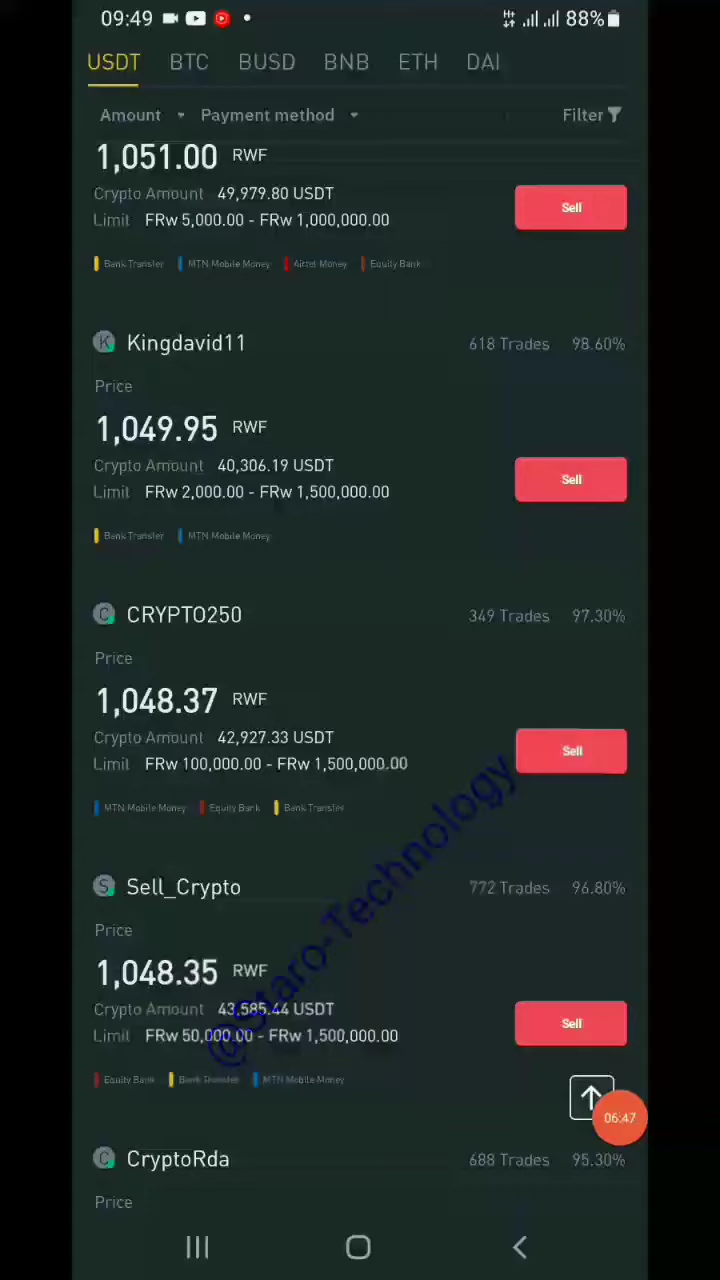 09:49 88%
USDT BTC BUSD BNB ETH DAI
Amount Payment method Filter
1,051.00 RWF
Crypto Amount 49,979.80 USDT
Sell
Limit FRw 5,000.00 - FRw 1,000,000.00
Bank Transfer MTN Mobile Money Airtel Money Equity Bank
K Kingdavid11 618 Trades 98.60%
Price
1,049.95 RWF
Crypto Amount 40,306.19 USDT
Sell
Limit FRw 2,000.00 - FRw 1,500,000.00
Bank Transfer MTN Mobile Money
C CRYPTO250 349 Trades 97.30%
Price
1,048.37 RWF
Crypto Amount 42,927.33 USDT
Sell
Limit FRw 100,000.00 - FRw 1,500,000.00
MTN Mobile Money Equity Bank Bank Transfer
@Staro-Technology
S Sell_Crypto 772 Trades 96.80%
Price
1,048.35 RWF
Crypto Amount 43,585.44 USDT
Sell
Limit FRw 50,000.00 - FRw 1,500,000.00
Equity Bank Bank Transfer MTN Mobile Money
06:47
C CryptoRda 688 Trades 95.30%
Price